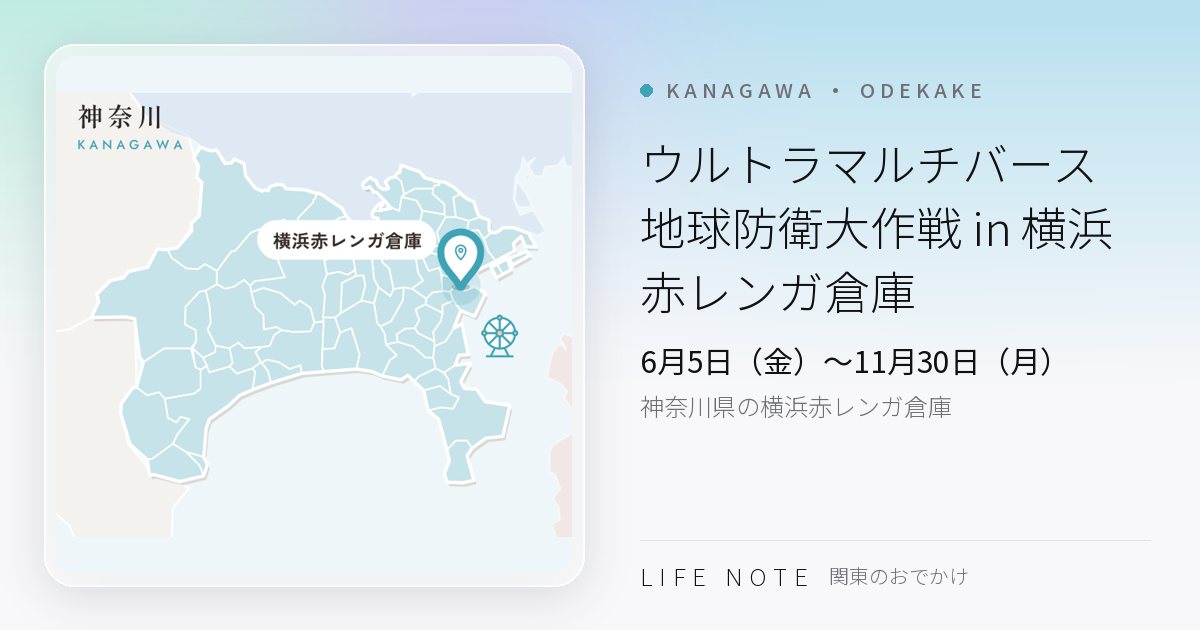 神奈川
KANAGAWA
横浜赤レンガ倉庫
KANAGAWA • ODEKAKE
ウルトラマルチバース
地球防衛大作戦 in 横浜
赤レンガ倉庫
6月5日（金）〜11月30日（月）
神奈川県の横浜赤レンガ倉庫
LIFE NOTE 関東のおでかけ